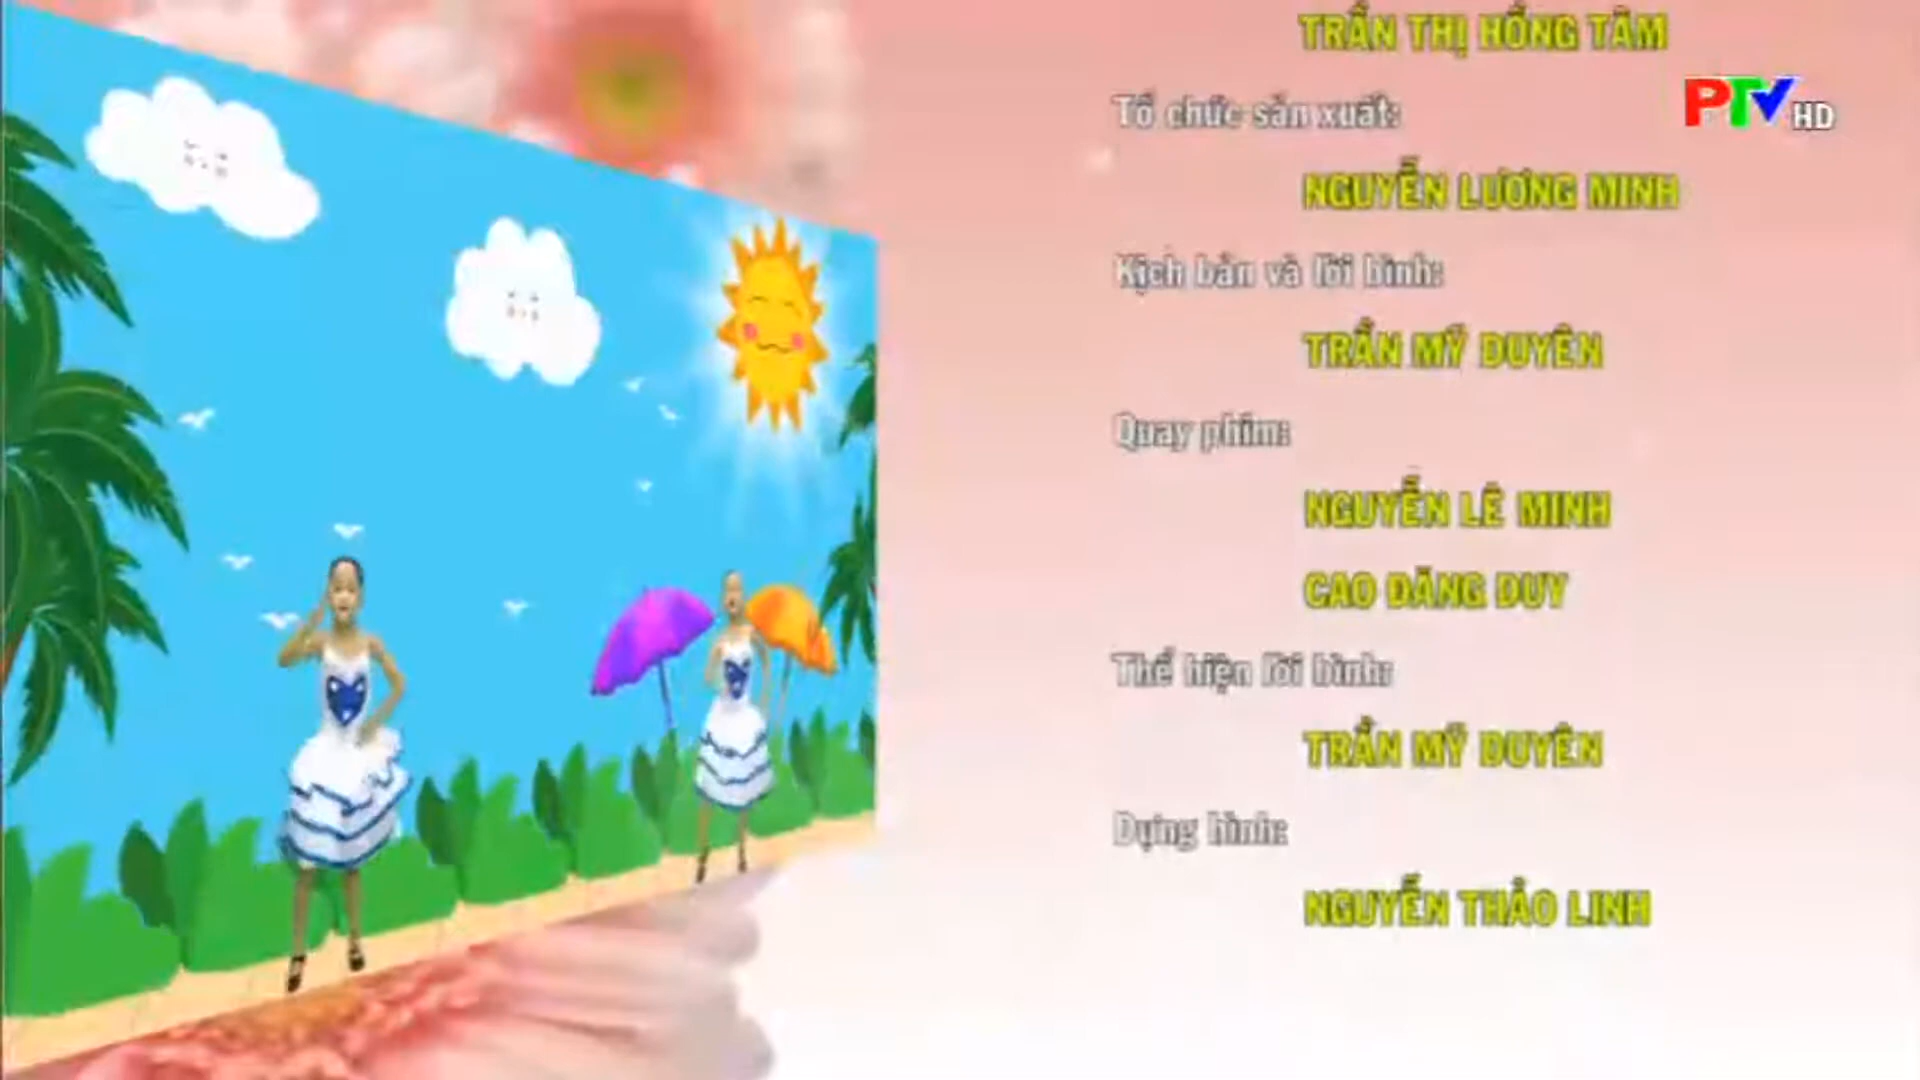 TRẦN THỊ HỒNG TÂM
PTV HD
Tổ chức sản xuất:
NGUYỄN LƯƠNG MINH
Kịch bản và lời bình:
TRẦN MỸ DUYÊN
Quay phim:
NGUYỄN LÊ MINH
CAO ĐĂNG DUY
Thể hiện lời bình:
TRẦN MỸ DUYÊN
Dựng hình:
NGUYỄN THẢO LINH